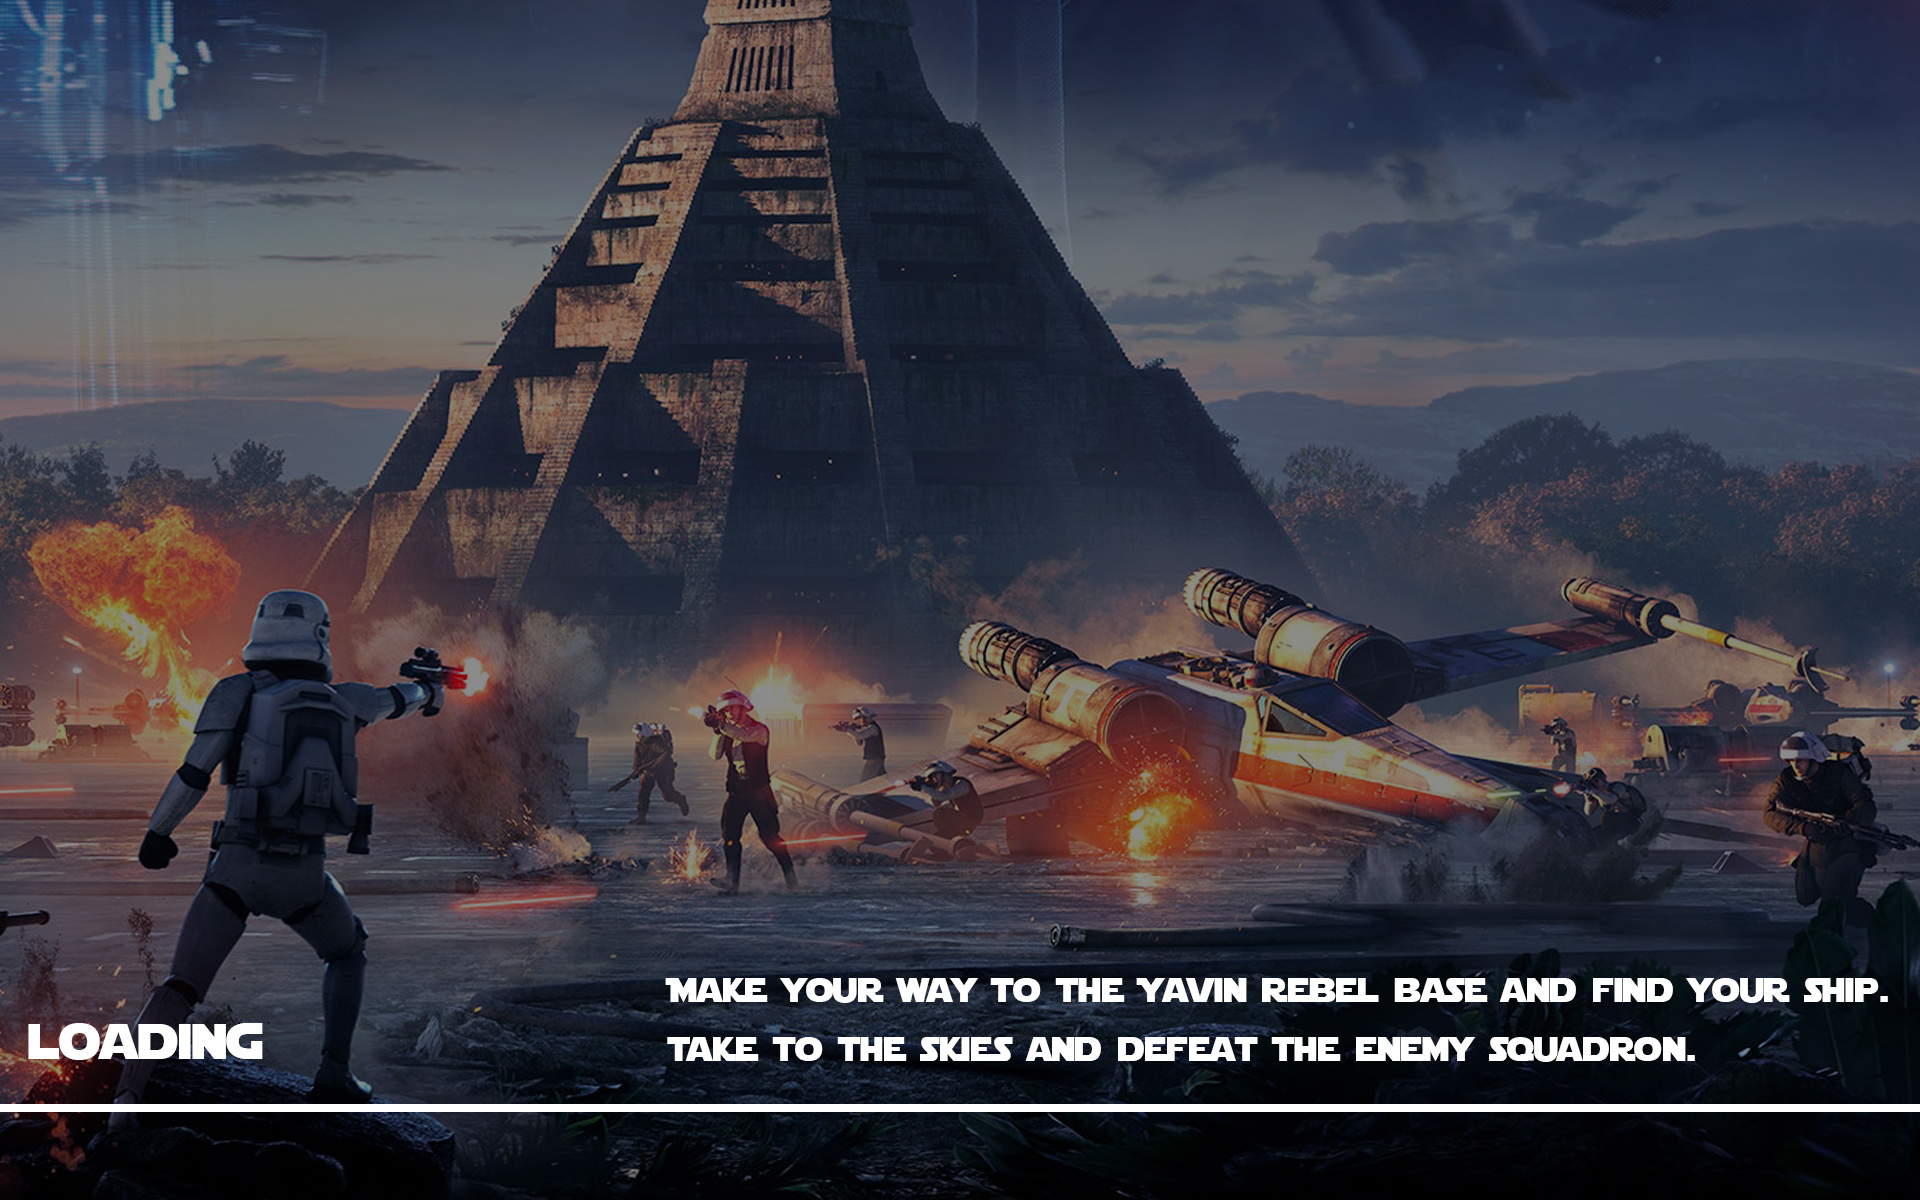 MAKE YOUR WAY TO THE YAVIN REBEL BASE AND FIND YOUR SHIP.
TAKE TO THE SKIES AND DEFEAT THE ENEMY SQUADRON.
LOADING